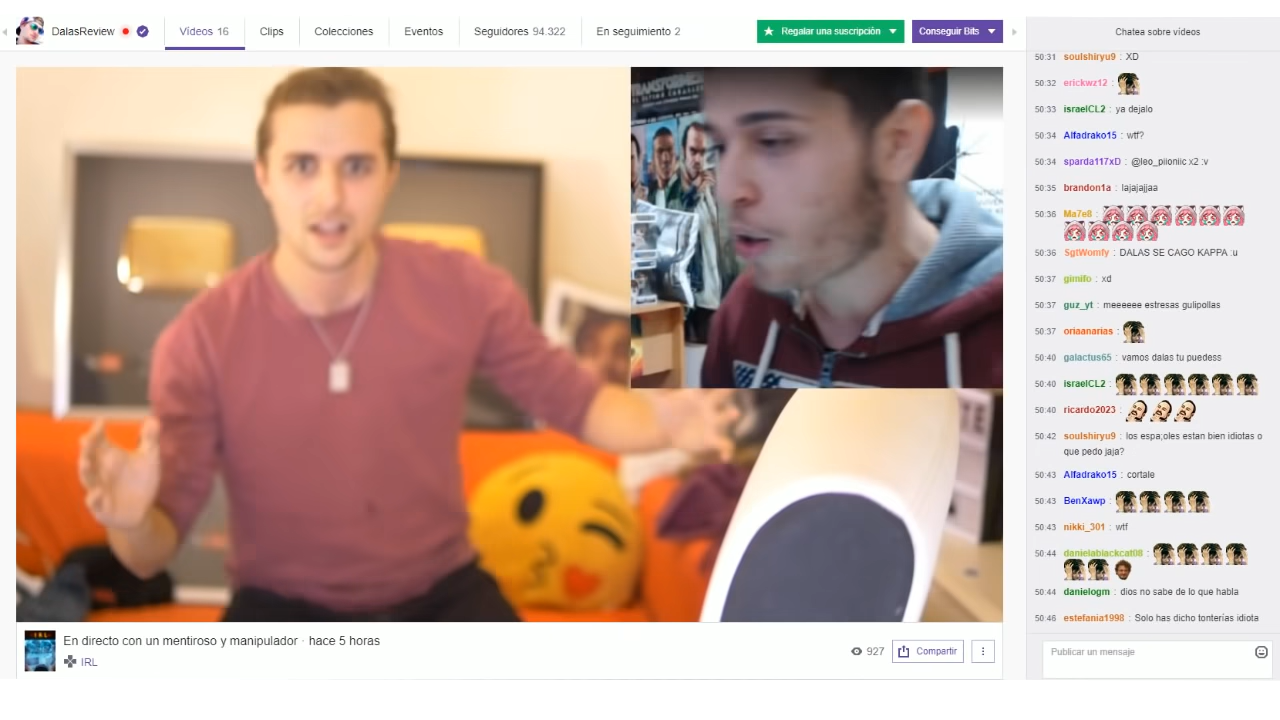 DalasReview
Vídeos 16
Clips
Colecciones
Eventos
Seguidores 94.322
En seguimiento 2
Regalar una suscripción
Conseguir Bits
Chatea sobre vídeos
TRANSFORMERS
EL ÚLTIMO CABALLERO
50:31 soulshiryu9 : XD
50:32 erickwz12 :
50:33 israelCL2 : ya dejalo
50:34 Alfadrako15 : wtf?
50:34 sparda117xD : @leo_piioniic x2 :v
50:35 brandon1a : lajajajjaa
50:36 Ma7e8 :
50:36 SgtWomfy : DALAS SE CAGO KAPPA :u
50:37 gimifo : xd
50:37 guz_yt : meeeeee estresas gulipollas
50:37 oriaanarias :
50:40 galactus65 : vamos dalas tu puedess
50:40 israelCL2 :
50:40 ricardo2023 :
50:42 soulshiryu9 : los espa;oles estan bien idiotas o
que pedo jaja?
50:43 Alfadrako15 : cortale
50:43 BenXawp :
50:43 nikki_301 : wtf
50:44 danielablackcat08 :
50:44 danielogm : dios no sabe de lo que habla
50:46 estefania1998 : Solo has dicho tonterías idiota
En directo con un mentiroso y manipulador · hace 5 horas
IRL
927
Compartir
Publicar un mensaje